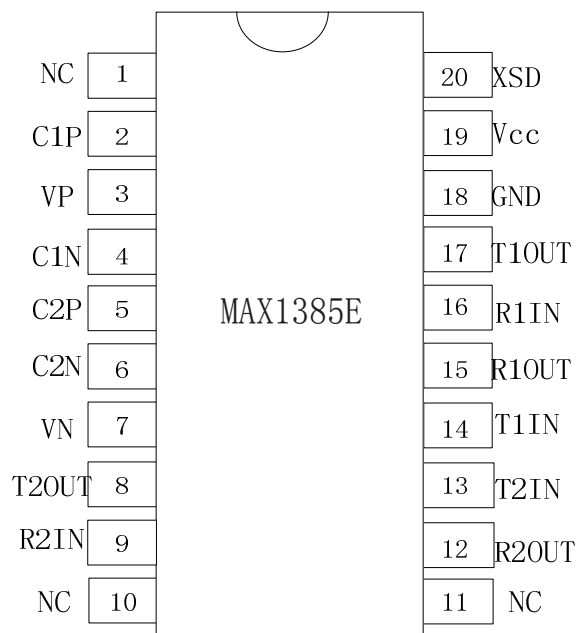 NC 1 20 XSD
C1P 2 19 Vcc
VP 3 18 GND
C1N 4 17 T1OUT
C2P 5 MAX1385E 16 R1IN
C2N 6 15 R1OUT
VN 7 14 T1IN
T2OUT 8 13 T2IN
R2IN 9 12 R2OUT
NC 10 11 NC